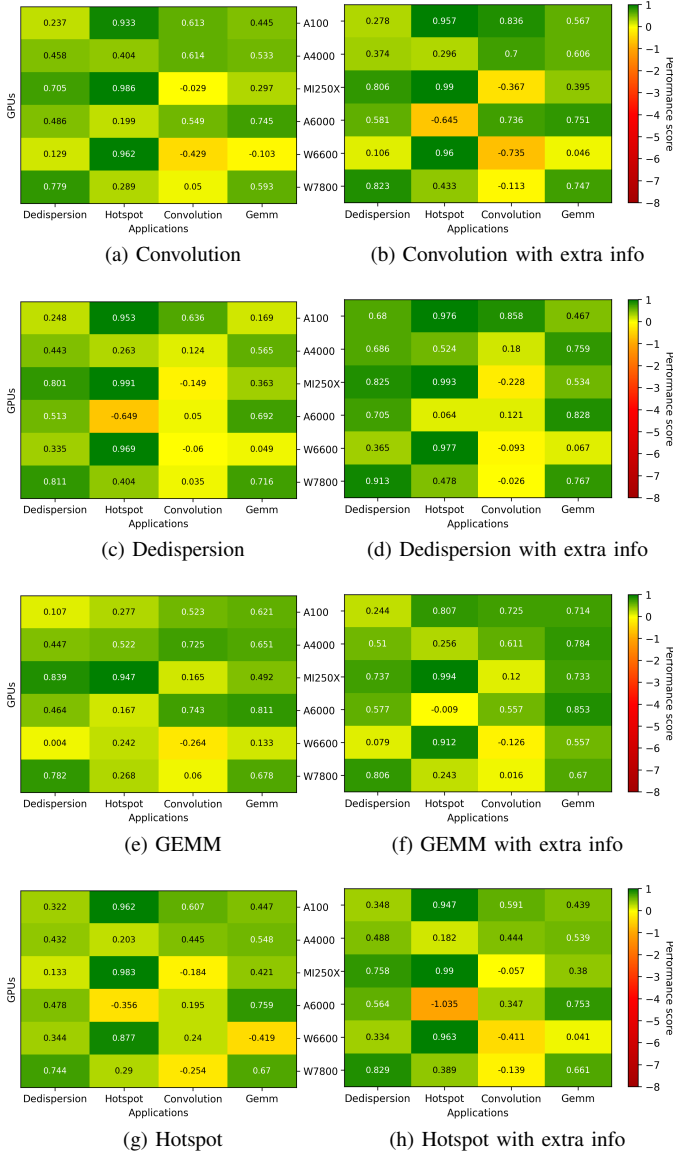 0.237 0.933 0.613 0.445 A100 0.278 0.957 0.836 0.567 1
0.458 0.404 0.614 0.533 A4000 0.374 0.296 0.7 0.606 0
−1
0.705 0.986 -0.029 0.297 MI250X 0.806 0.99 -0.367 0.395 −2
GPUs −3 Performance score
0.486 0.199 0.549 0.745 A6000 0.581 -0.645 0.736 0.751 −4
−5
0.129 0.962 -0.429 -0.103 W6600 0.106 0.96 -0.735 0.046 −6
0.779 0.289 0.05 0.593 W7800 0.823 0.433 -0.113 0.747 −7
−8
Dedispersion Hotspot Convolution Gemm Dedispersion Hotspot Convolution Gemm
Applications Applications
(a) Convolution (b) Convolution with extra info
0.248 0.953 0.636 0.169 A100 0.68 0.976 0.858 0.467 1
0.443 0.263 0.124 0.565 A4000 0.686 0.524 0.18 0.759 0
−1
0.801 0.991 -0.149 0.363 MI250X 0.825 0.993 -0.228 0.534 −2
GPUs −3 Performance score
0.513 -0.649 0.05 0.692 A6000 0.705 0.064 0.121 0.828 −4
−5
0.335 0.969 -0.06 0.049 W6600 0.365 0.977 -0.093 0.067 −6
0.811 0.404 0.035 0.716 W7800 0.913 0.478 -0.026 0.767 −7
−8
Dedispersion Hotspot Convolution Gemm Dedispersion Hotspot Convolution Gemm
Applications Applications
(c) Dedispersion (d) Dedispersion with extra info
0.107 0.277 0.523 0.621 A100 0.244 0.807 0.725 0.714 1
0.447 0.522 0.725 0.651 A4000 0.51 0.256 0.611 0.784 0
−1
0.839 0.947 0.165 0.492 MI250X 0.737 0.994 0.12 0.733 −2
GPUs −3 Performance score
0.464 0.167 0.743 0.811 A6000 0.577 -0.009 0.557 0.853 −4
−5
0.004 0.242 -0.264 0.133 W6600 0.079 0.912 -0.126 0.557 −6
0.782 0.268 0.06 0.678 W7800 0.806 0.243 0.016 0.67 −7
−8
Dedispersion Hotspot Convolution Gemm Dedispersion Hotspot Convolution Gemm
Applications Applications
(e) GEMM (f) GEMM with extra info
0.322 0.962 0.607 0.447 A100 0.348 0.947 0.591 0.439 1
0.432 0.203 0.445 0.548 A4000 0.488 0.182 0.444 0.539 0
−1
0.133 0.983 -0.184 0.421 MI250X 0.758 0.99 -0.057 0.38 −2
GPUs −3 Performance score
0.478 -0.356 0.195 0.759 A6000 0.564 -1.035 0.347 0.753 −4
−5
0.344 0.877 0.24 -0.419 W6600 0.334 0.963 -0.411 0.041 −6
0.744 0.29 -0.254 0.67 W7800 0.829 0.389 -0.139 0.661 −7
−8
Dedispersion Hotspot Convolution Gemm Dedispersion Hotspot Convolution Gemm
Applications Applications
(g) Hotspot (h) Hotspot with extra info